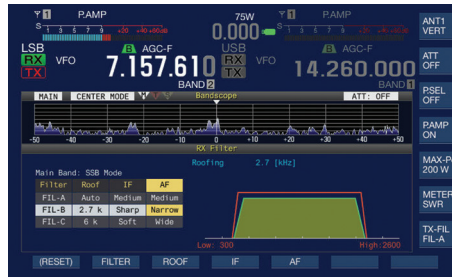 1 P.AMP 75W 1 P.AMP
S 1 3 5 7 9 +20 +40 +60dB 0.000 S 1 3 5 7 9 +20 +40 +60dB
LSB B AGC-F USB B AGC-F
RX VFO 7.157.610 RX VFO 14.260.000
TX TX
BAND 2 BAND 1
MAIN CENTER MODE Bandscope ATT: OFF
-50 -40 -30 -20 -10 0 +10 +20 +30 +40 +50
RX Filter
Roofing 2.7 [kHz]
Main Band: SSB Mode
Filter Roof IF AF
FIL-A Auto Medium Medium
FIL-B 2.7 k Sharp Narrow
FIL-C 6 k Soft Wide
Low: 300 High:2600
(RESET) FILTER ROOF IF AF
ANT1
VERT
ATT
OFF
PSEL
OFF
PAMP
ON
MAX-P
200 W
METER
SWR
TX-FIL
FIL-A